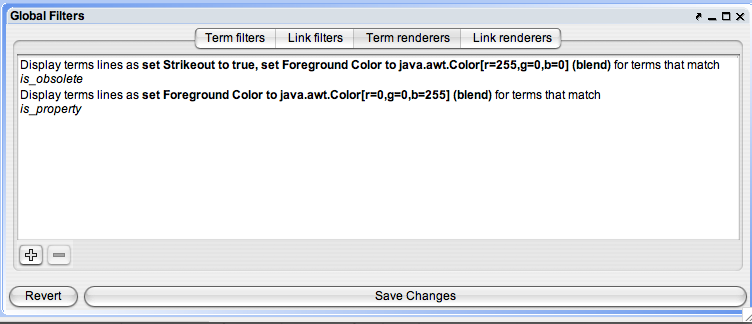 Global Filters
Term filters Link filters Term renderers Link renderers
Display terms lines as set Strikeout to true, set Foreground Color to java.awt.Color[r=255,g=0,b=0] (blend) for terms that match
is_obsolete
Display terms lines as set Foreground Color to java.awt.Color[r=0,g=0,b=255] (blend) for terms that match
is_property
Revert Save Changes